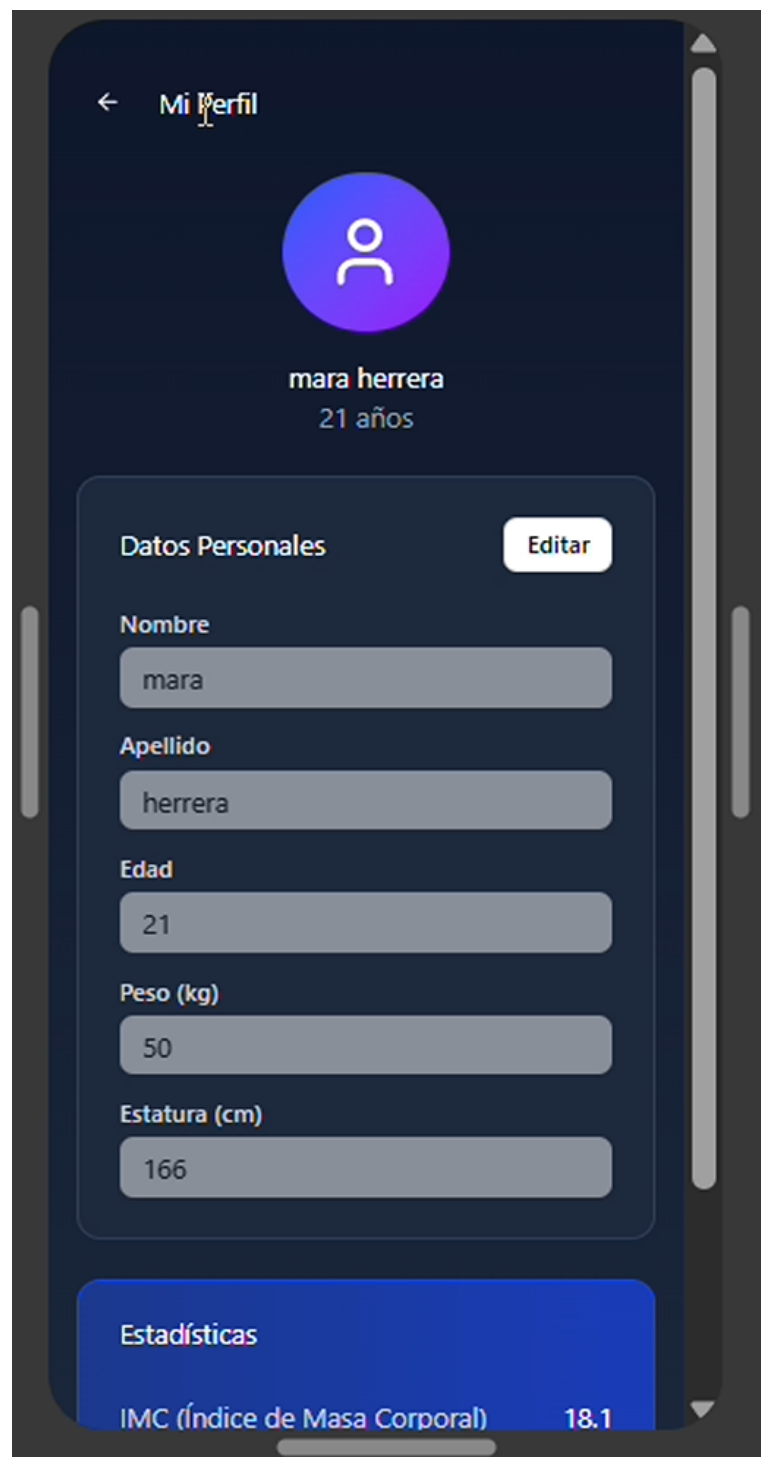 Mi Perfil
mara herrera
21 años
Datos Personales
Editar
Nombre
mara
Apellido
herrera
Edad
21
Peso (kg)
50
Estatura (cm)
166
Estadísticas
IMC (Índice de Masa Corporal) 18.1